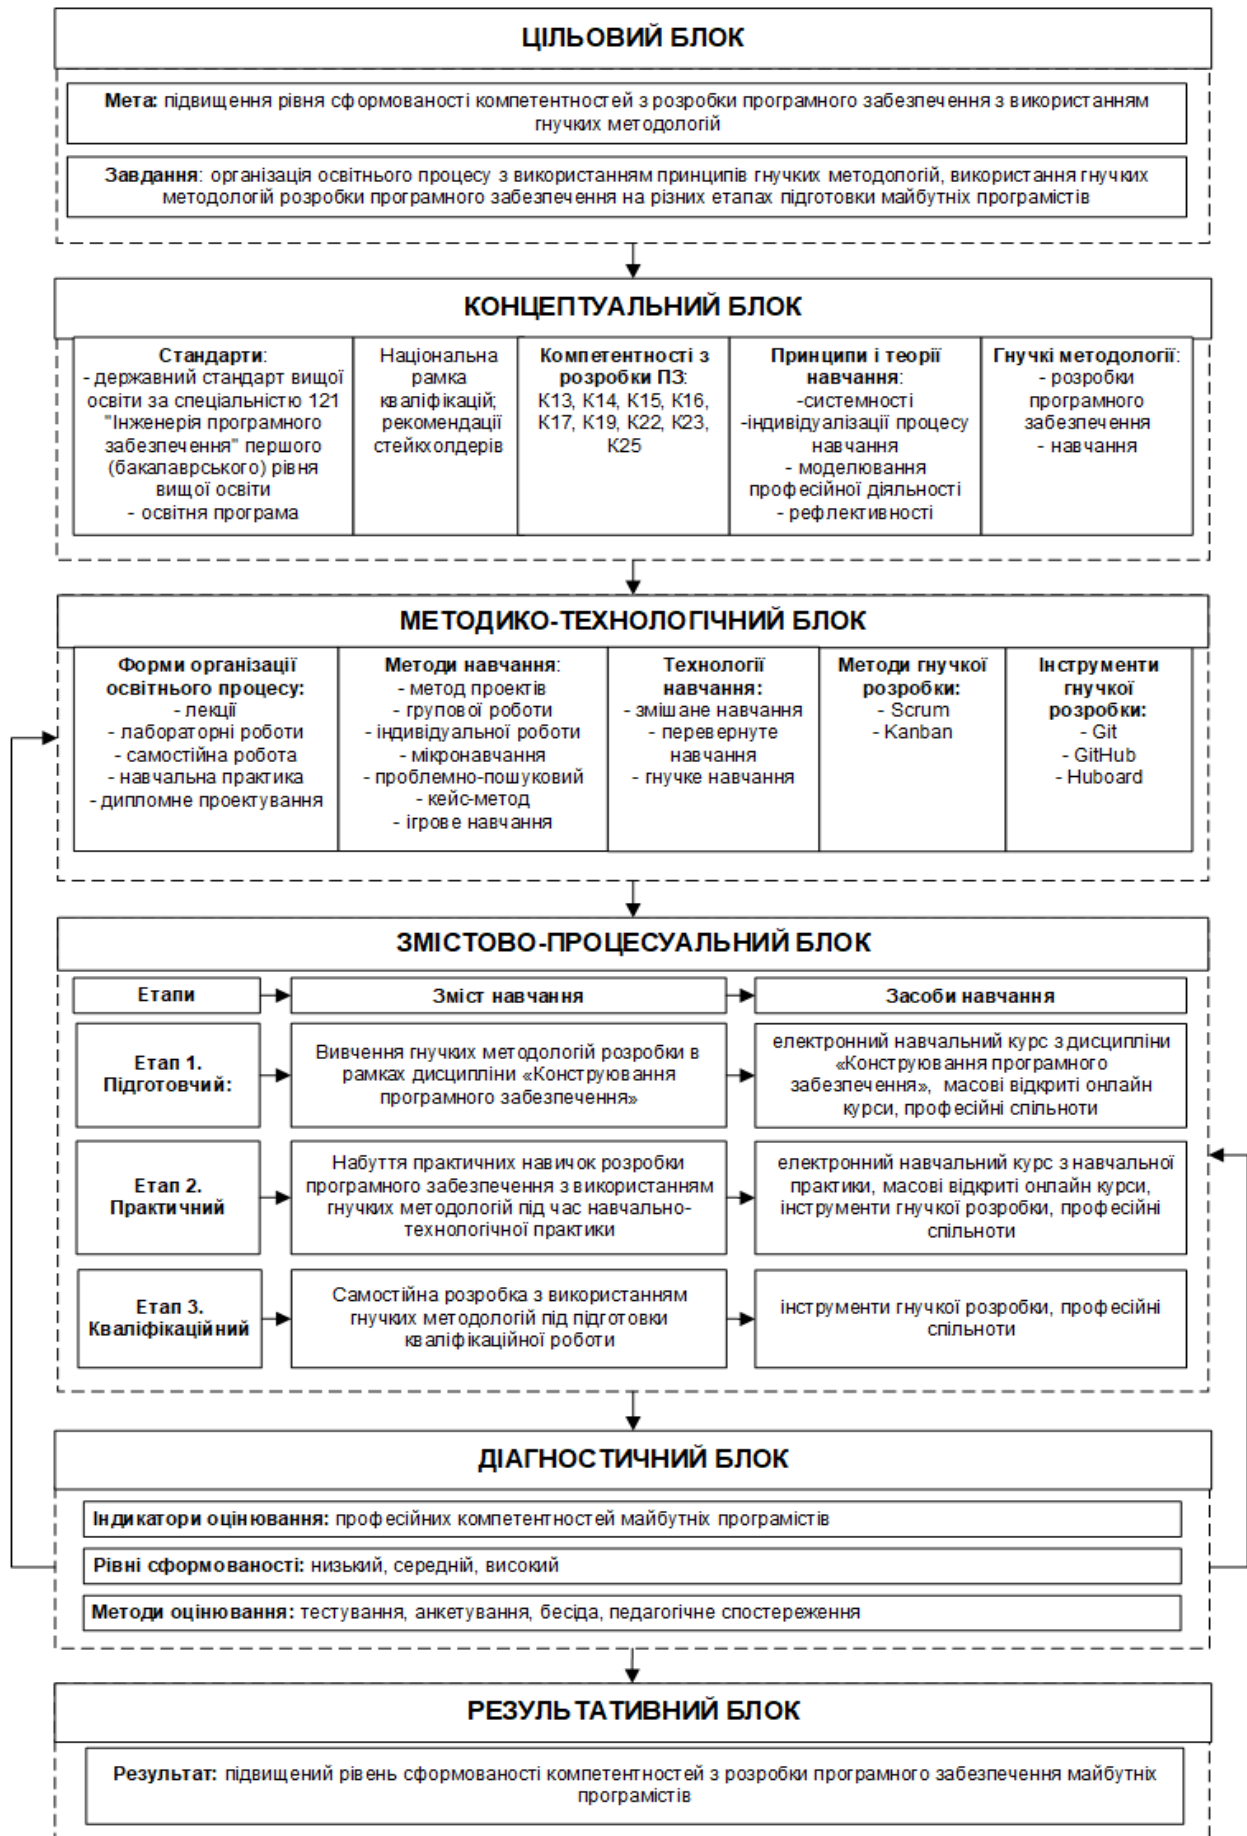 ЦІЛЬОВИЙ БЛОК
Мета: підвищення рівня сформованості компетентностей з розробки програмного забезпечення з використанням
гнучких методологій
Завдання: організація освітнього процесу з використанням принципів гнучких методологій, використання гнучких
методологій розробки програмного забезпечення на різних етапах підготовки майбутніх програмістів
КОНЦЕПТУАЛЬНИЙ БЛОК
Стандарти:
- державний стандарт вищої
освіти за спеціальністю 121
"Інженерія програмного
забезпечення" першого
(бакалаврського) рівня
вищої освіти
- освітня програма
Національна
рамка
кваліфікацій;
рекомендації
стейкхолдерів
Компетентності з
розробки ПЗ:
К13, К14, К15, К16,
К17, К19, К22, К23,
К25
Принципи і теорії
навчання:
-системності
-індивідуалізації процесу
навчання
- моделювання
професійної діяльності
- рефлективності
Гнучкі методології:
- розробки
програмного
забезпечення
- навчання
МЕТОДИКО-ТЕХНОЛОГІЧНИЙ БЛОК
Форми організації
освітнього процесу:
- лекції
- лабораторні роботи
- самостійна робота
- навчальна практика
- дипломне проектування
Методи навчання:
- метод проектів
- групової роботи
- індивідуальної роботи
- мікронавчання
- проблемно-пошуковий
- кейс-метод
- ігрове навчання
Технології
навчання:
- змішане навчання
- перевернуте
навчання
- гнучке навчання
Методи гнучкої
розробки:
- Scrum
- Kanban
Інструменти
гнучкої
розробки:
- Git
- GitHub
- Huboard
ЗМІСТОВО-ПРОЦЕСУАЛЬНИЙ БЛОК
Етапи
Зміст навчання
Засоби навчання
Етап 1.
Підготовчий:
Вивчення гнучких методологій розробки в
рамках дисципліни «Конструювання
програмного забезпечення»
електронний навчальний курс з дисципліни
«Конструювання програмного
забезпечення», масові відкриті онлайн
курси, професійні спільноти
Етап 2.
Практичний
Набуття практичних навичок розробки
програмного забезпечення з використанням
гнучких методологій під час навчально-
технологічної практики
електронний навчальний курс з навчальної
практики, масові відкриті онлайн курси,
інструменти гнучкої розробки, професійні
спільноти
Етап 3.
Кваліфікаційний
Самостійна розробка з використанням
гнучких методологій під підготовки
кваліфікаційної роботи
інструменти гнучкої розробки, професійні
спільноти
ДІАГНОСТИЧНИЙ БЛОК
Індикатори оцінювання: професійних компетентностей майбутніх програмістів
Рівні сформованості: низький, середній, високий
Методи оцінювання: тестування, анкетування, бесіда, педагогічне спостереження
РЕЗУЛЬТАТИВНИЙ БЛОК
Результат: підвищений рівень сформованості компетентностей з розробки програмного забезпечення майбутніх
програмістів